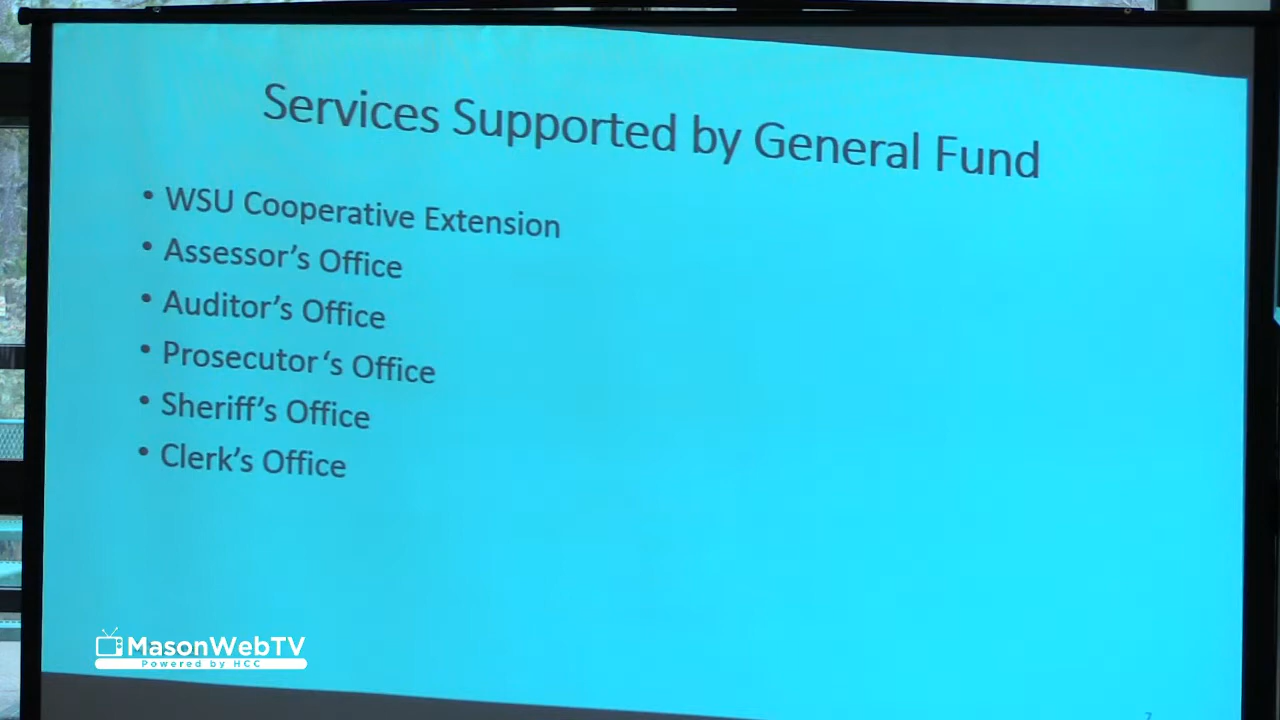 Services Supported by General Fund
• WSU Cooperative Extension
• Assessor’s Office
• Auditor’s Office
• Prosecutor ‘s Office
• Sheriff’s Office
• Clerk’s Office
MasonWebTV
Powered by HCC
7